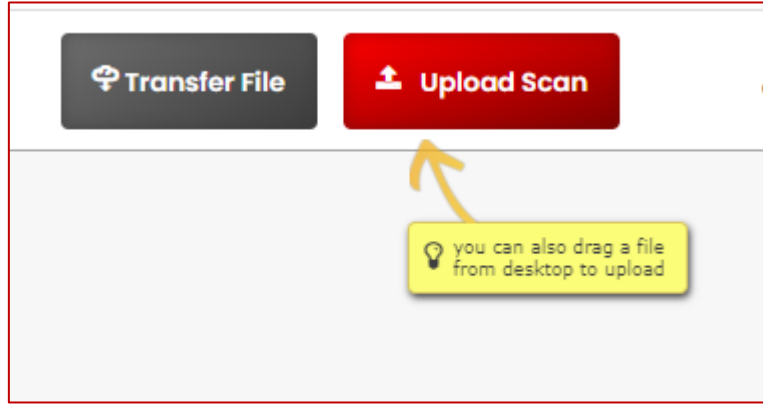 Transfer File
Upload Scan
you can also drag a file
from desktop to upload